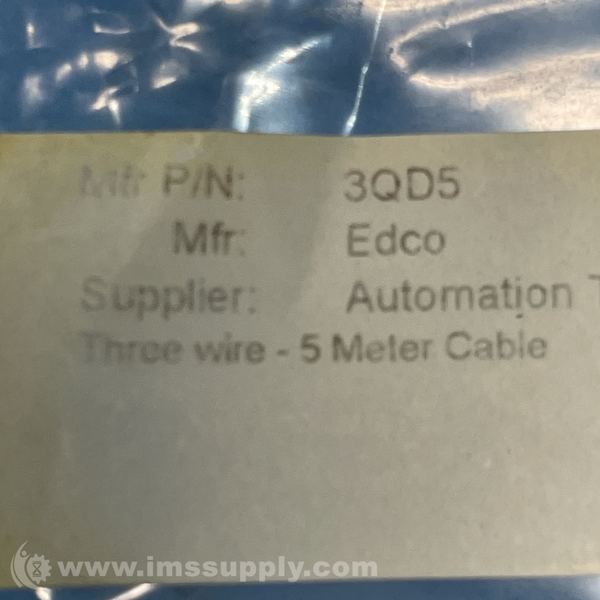 Mfr P/N: 3QD5
Mfr: Edco
Supplier: Automation T
Three wire - 5 Meter Cable
www.imssupply.com